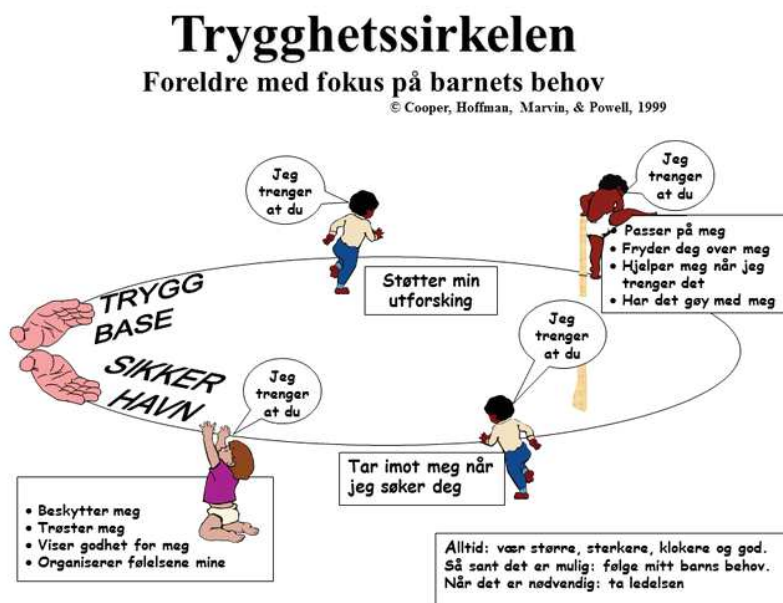 Trygghetssirkelen
Foreldre med fokus på barnets behov
© Cooper, Hoffman, Marvin, & Powell, 1999
Jeg
trenger
at du
Støtter min
utforsking
Jeg
trenger
at du
• Passer på meg
• Fryder deg over meg
• Hjelper meg når jeg
trenger det
• Har det gøy med meg
TRYGG
BASE
SIKKER
HAVN
Jeg
trenger
at du
Tar imot meg når
jeg søker deg
Jeg
trenger
at du
• Beskytter meg
• Trøster meg
• Viser godhet for meg
• Organiserer følelsene mine
Alltid: vær større, sterkere, klokere og god.
Så sant det er mulig: følge mitt barns behov.
Når det er nødvendig: ta ledelsen